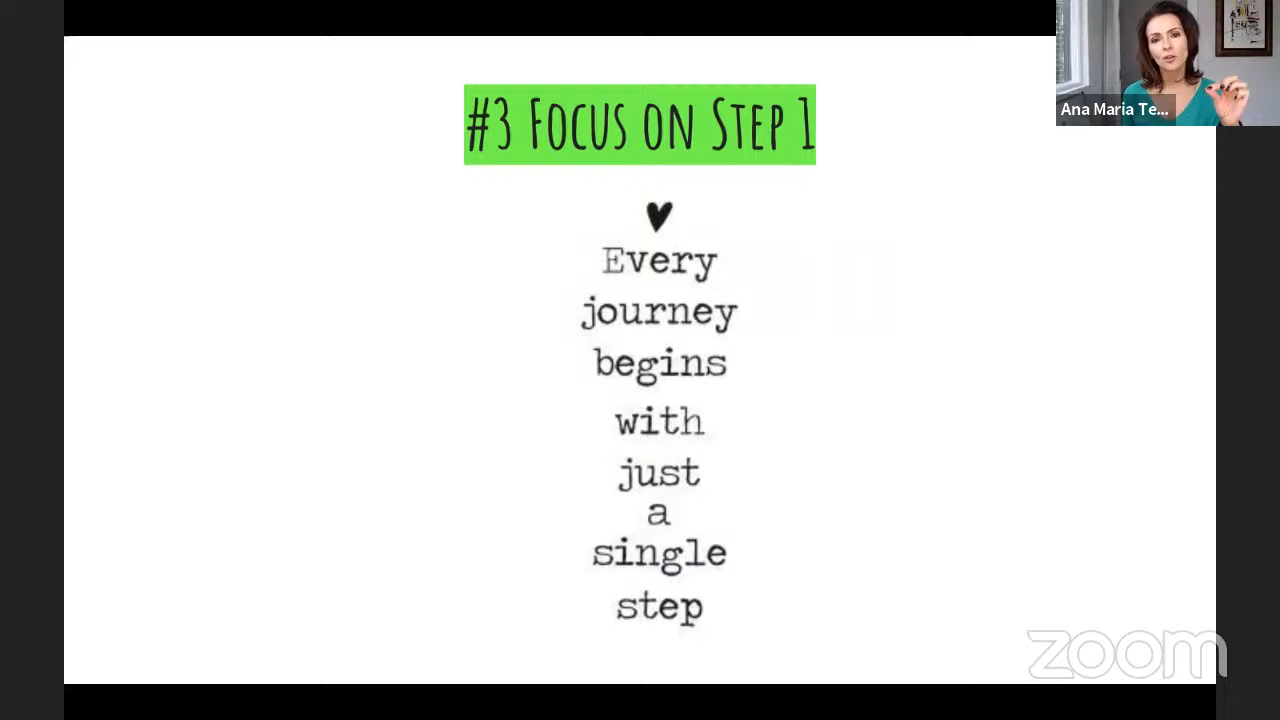 #3 Focus on Step 1
Every
journey
begins
with
just
a
single
step
Ana Maria Te...
zoom